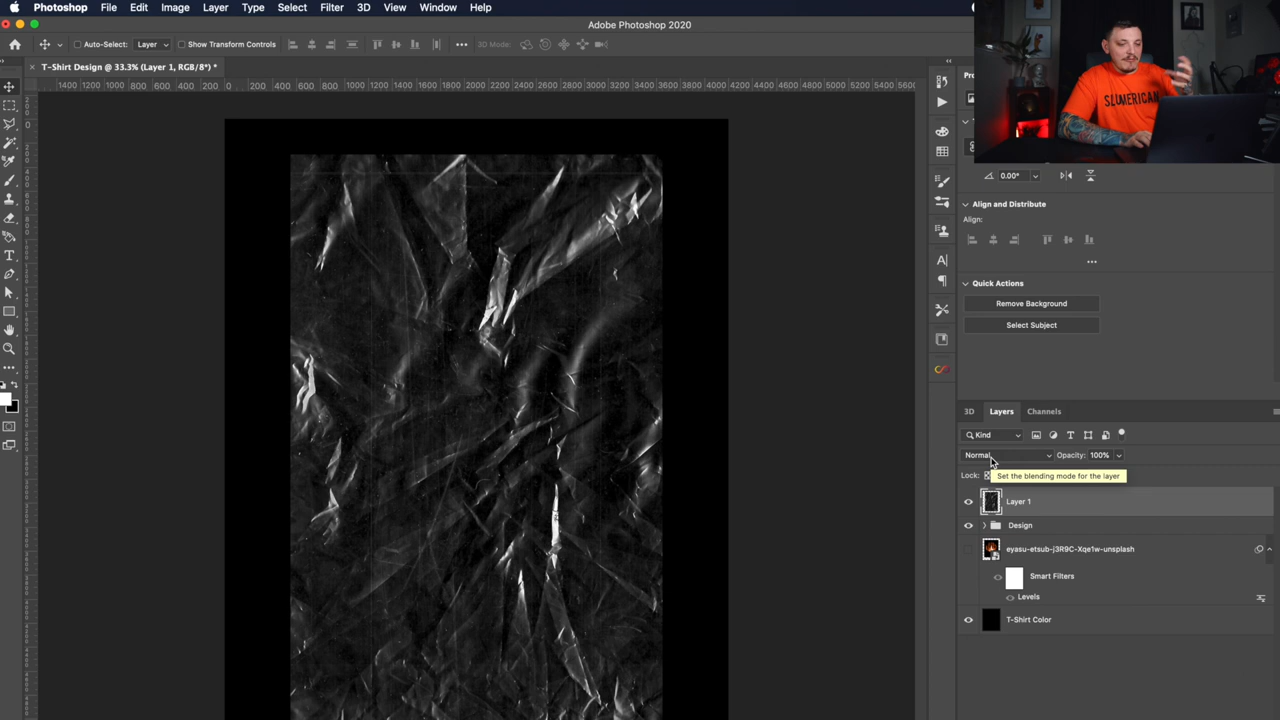 Photoshop File Edit Image Layer Type Select Filter 3D View Window Help
Adobe Photoshop 2020
Auto-Select: Layer Show Transform Controls 3D Mode:
T-Shirt Design @ 33.3% (Layer 1, RGB/8*) *
1400 1200 1000 800 600 400 200 0 200 400 600 800 1000 1200 1400 1600 1800 2000 2200 2400 2600 2800 3000 3200 3400 3600 3800 4000 4200 4400 4600 4800 5000 5200 5400 5600
SLUMERICAN
0.00°
Align and Distribute
Align:
Quick Actions
Remove Background
Select Subject
3D Layers Channels
Kind
Normal Opacity: 100%
Lock:
Set the blending mode for the layer
Layer 1
Design
eyasu-etsub-j3R9C-Xqe1w-unsplash
Smart Filters
Levels
T-Shirt Color